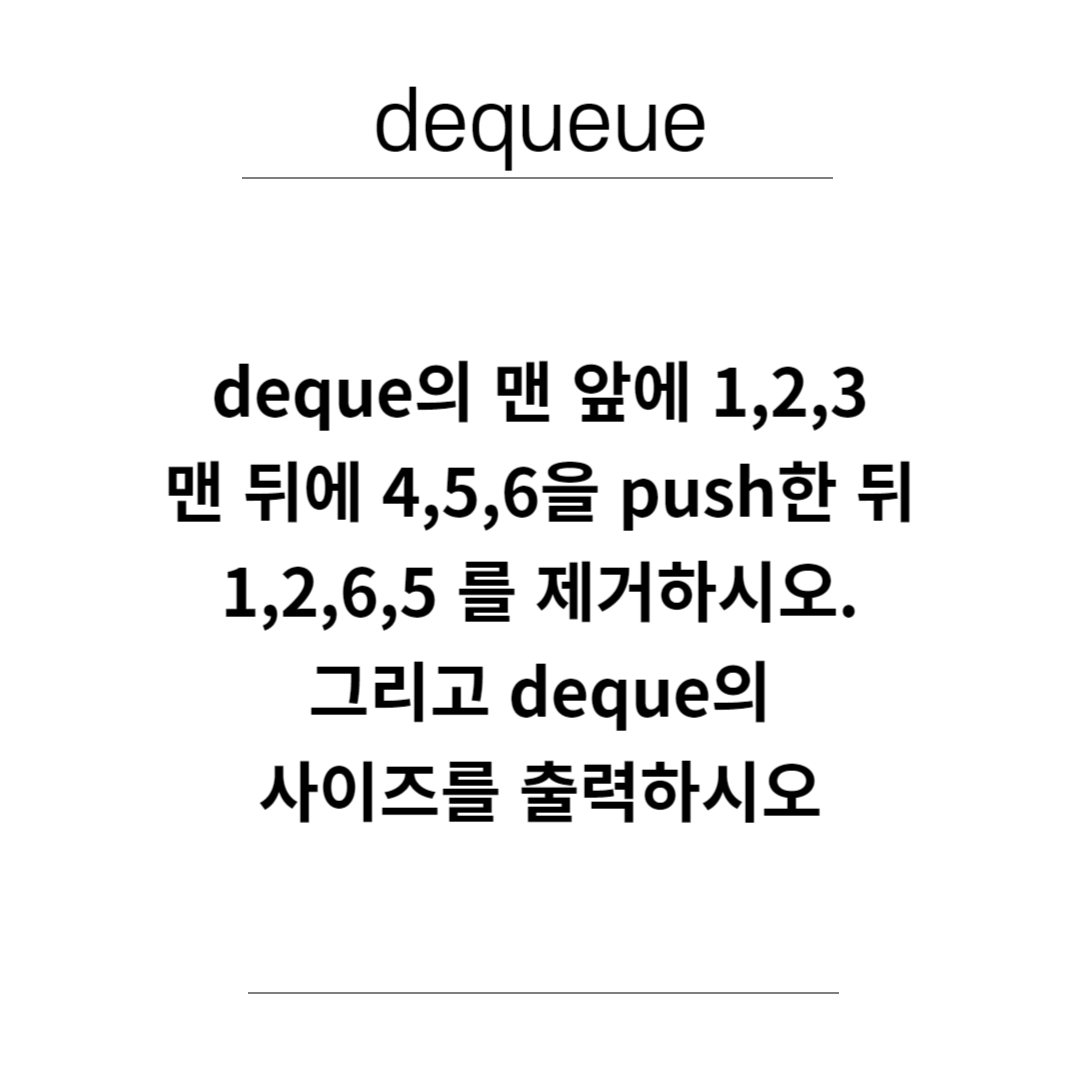 dequeue
deque의 맨 앞에 1,2,3
맨 뒤에 4,5,6을 push한 뒤
1,2,6,5 를 제거하시오.
그리고 deque의
사이즈를 출력하시오